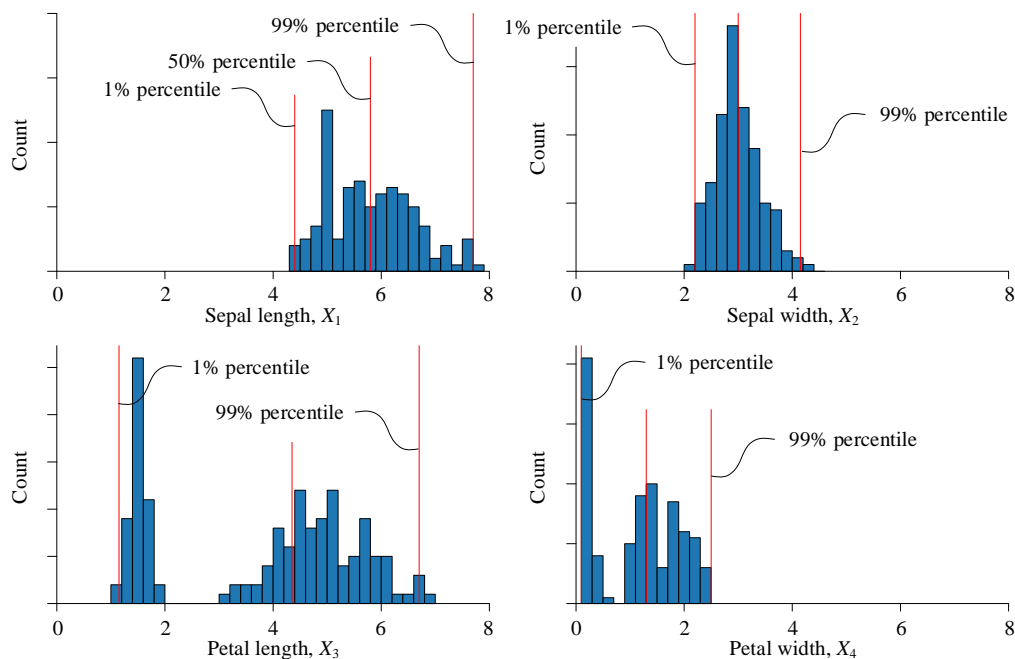 99% percentile
50% percentile
1% percentile
Count
0
2
4
6
8
Sepal length, X1
1% percentile
99% percentile
Count
0
2
4
6
8
Sepal width, X2
1% percentile
99% percentile
Count
0
2
4
6
8
Petal length, X3
1% percentile
99% percentile
Count
0
2
4
6
8
Petal width, X4